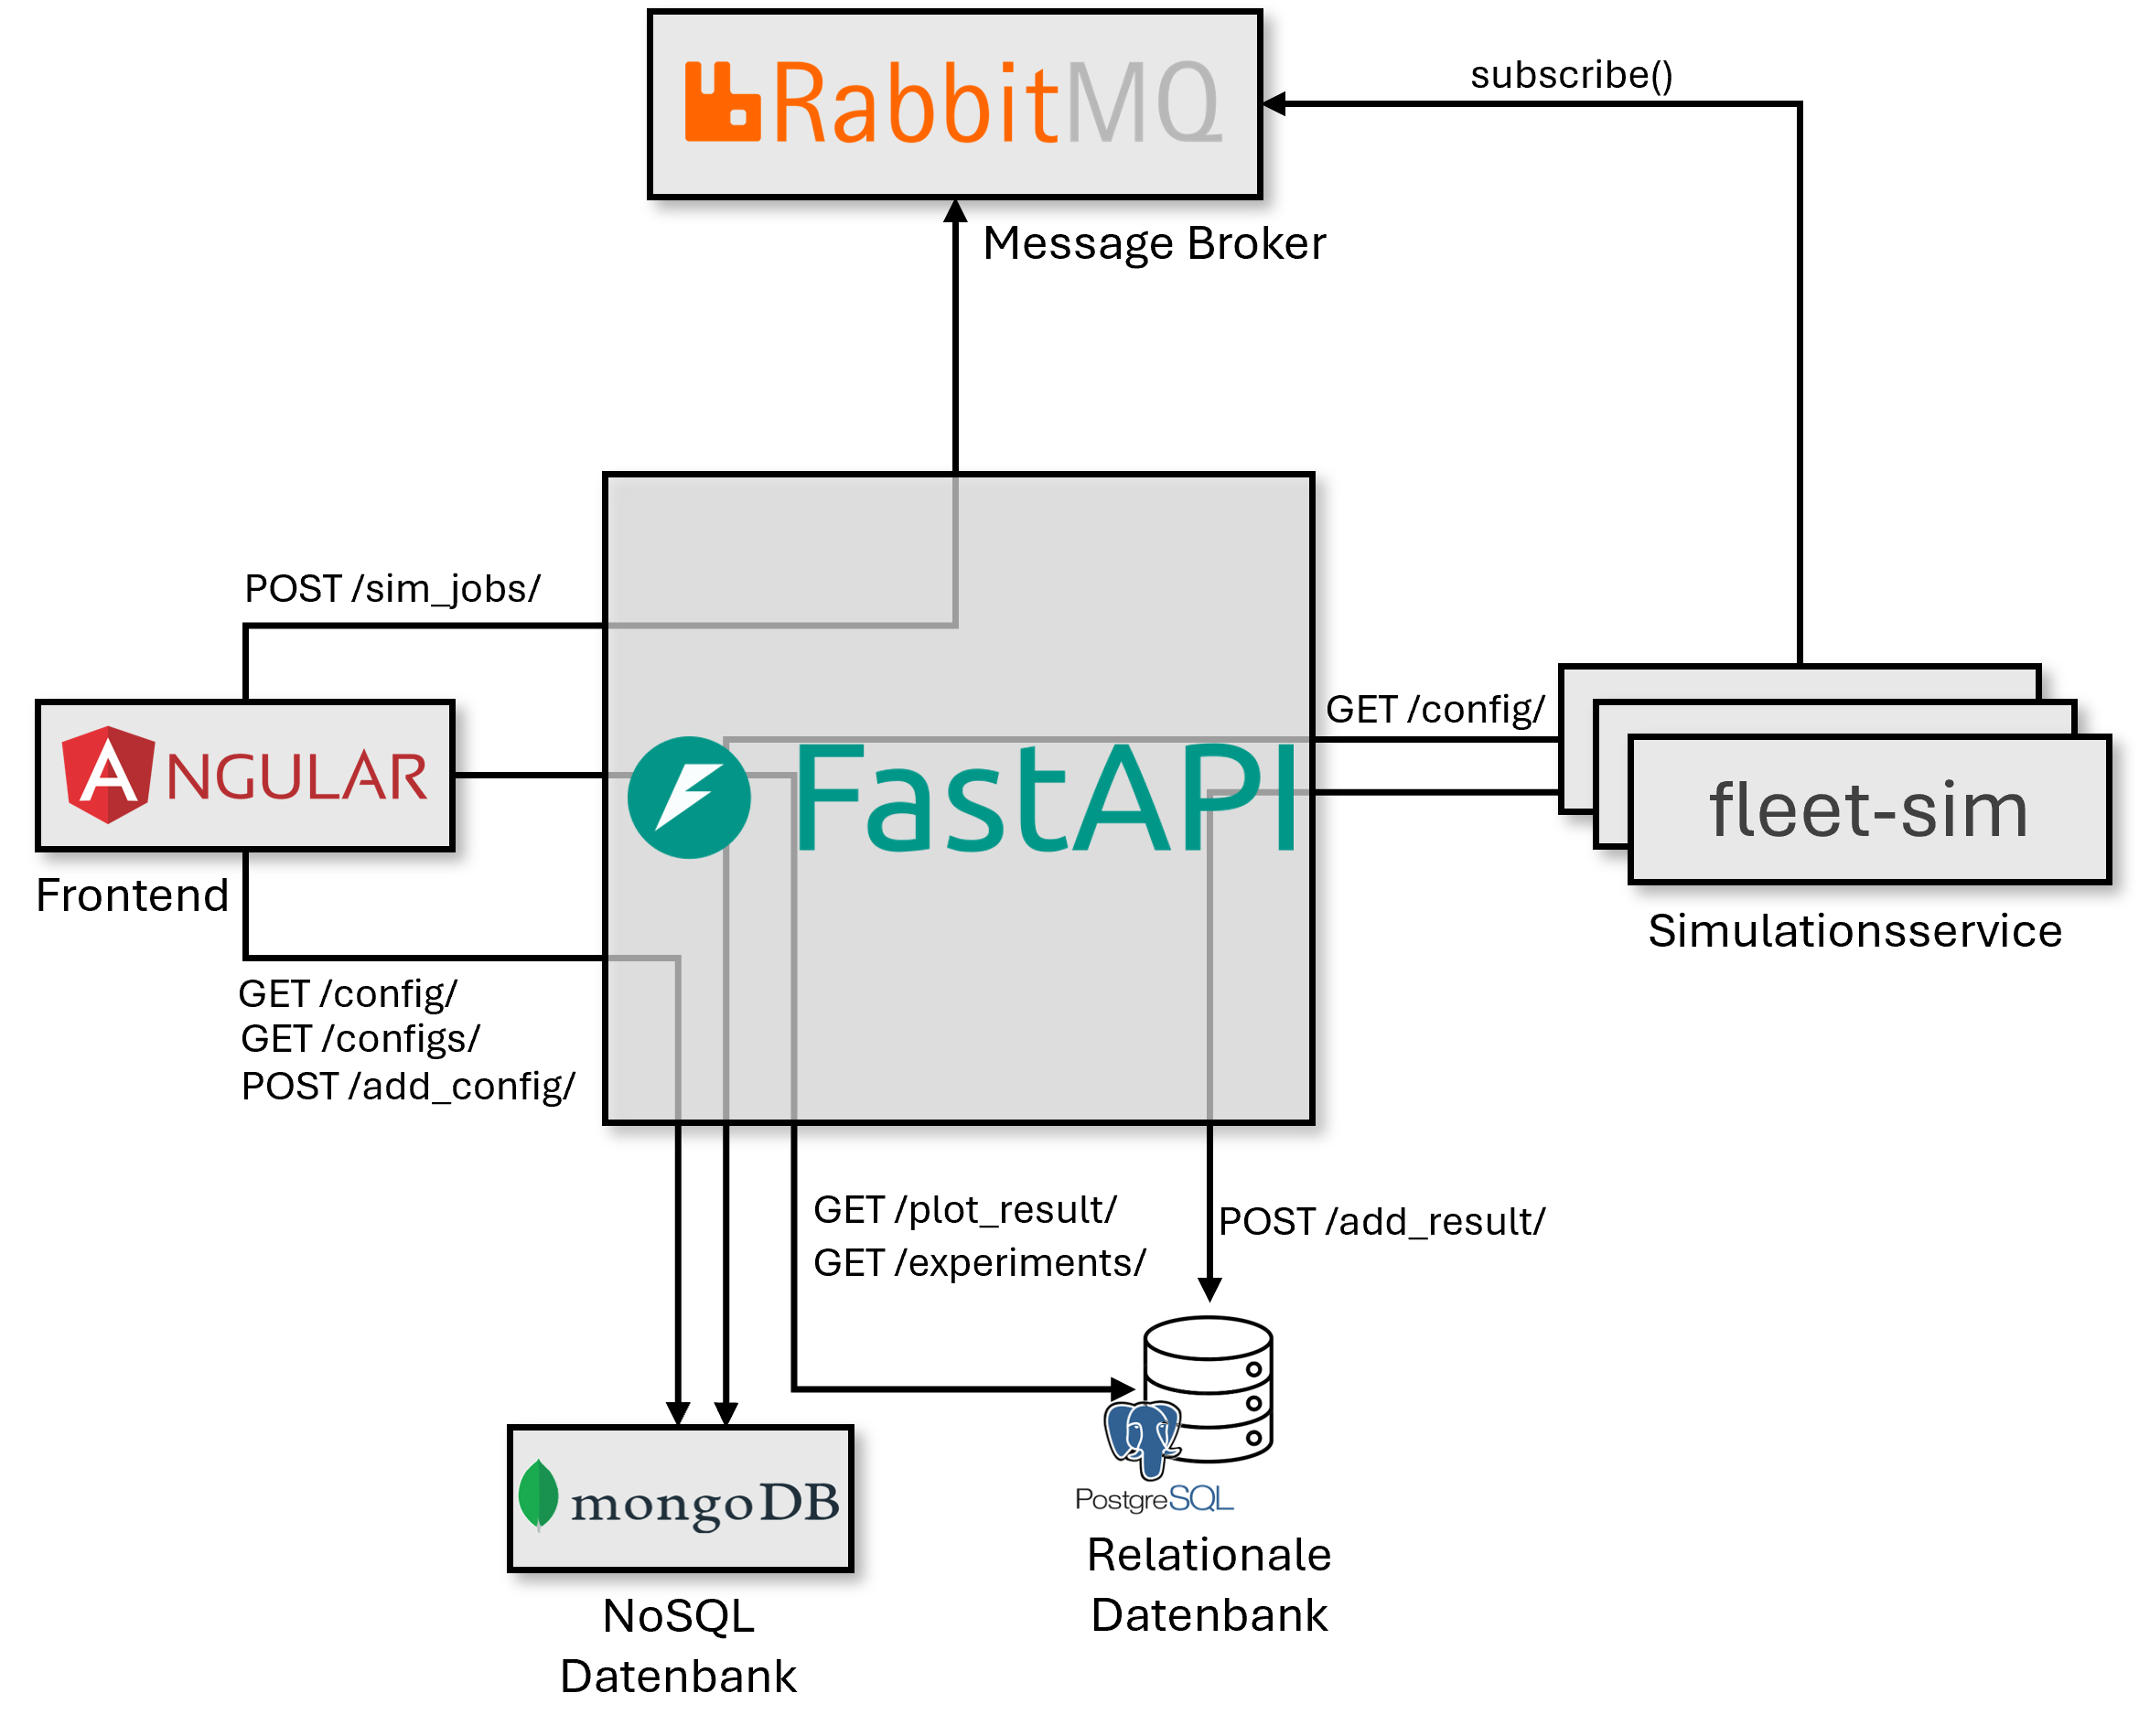 RabbitMQ
subscribe()
Message Broker
POST /sim_jobs/
GET /config/
ANGULAR
FastAPI
fleet-sim
Frontend
Simulationsservice
GET /config/
GET /configs/
POST /add_config/
GET /plot_result/
GET /experiments/
POST /add_result/
mongoDB
PostgreSQL
Relationale
Datenbank
NoSQL
Datenbank